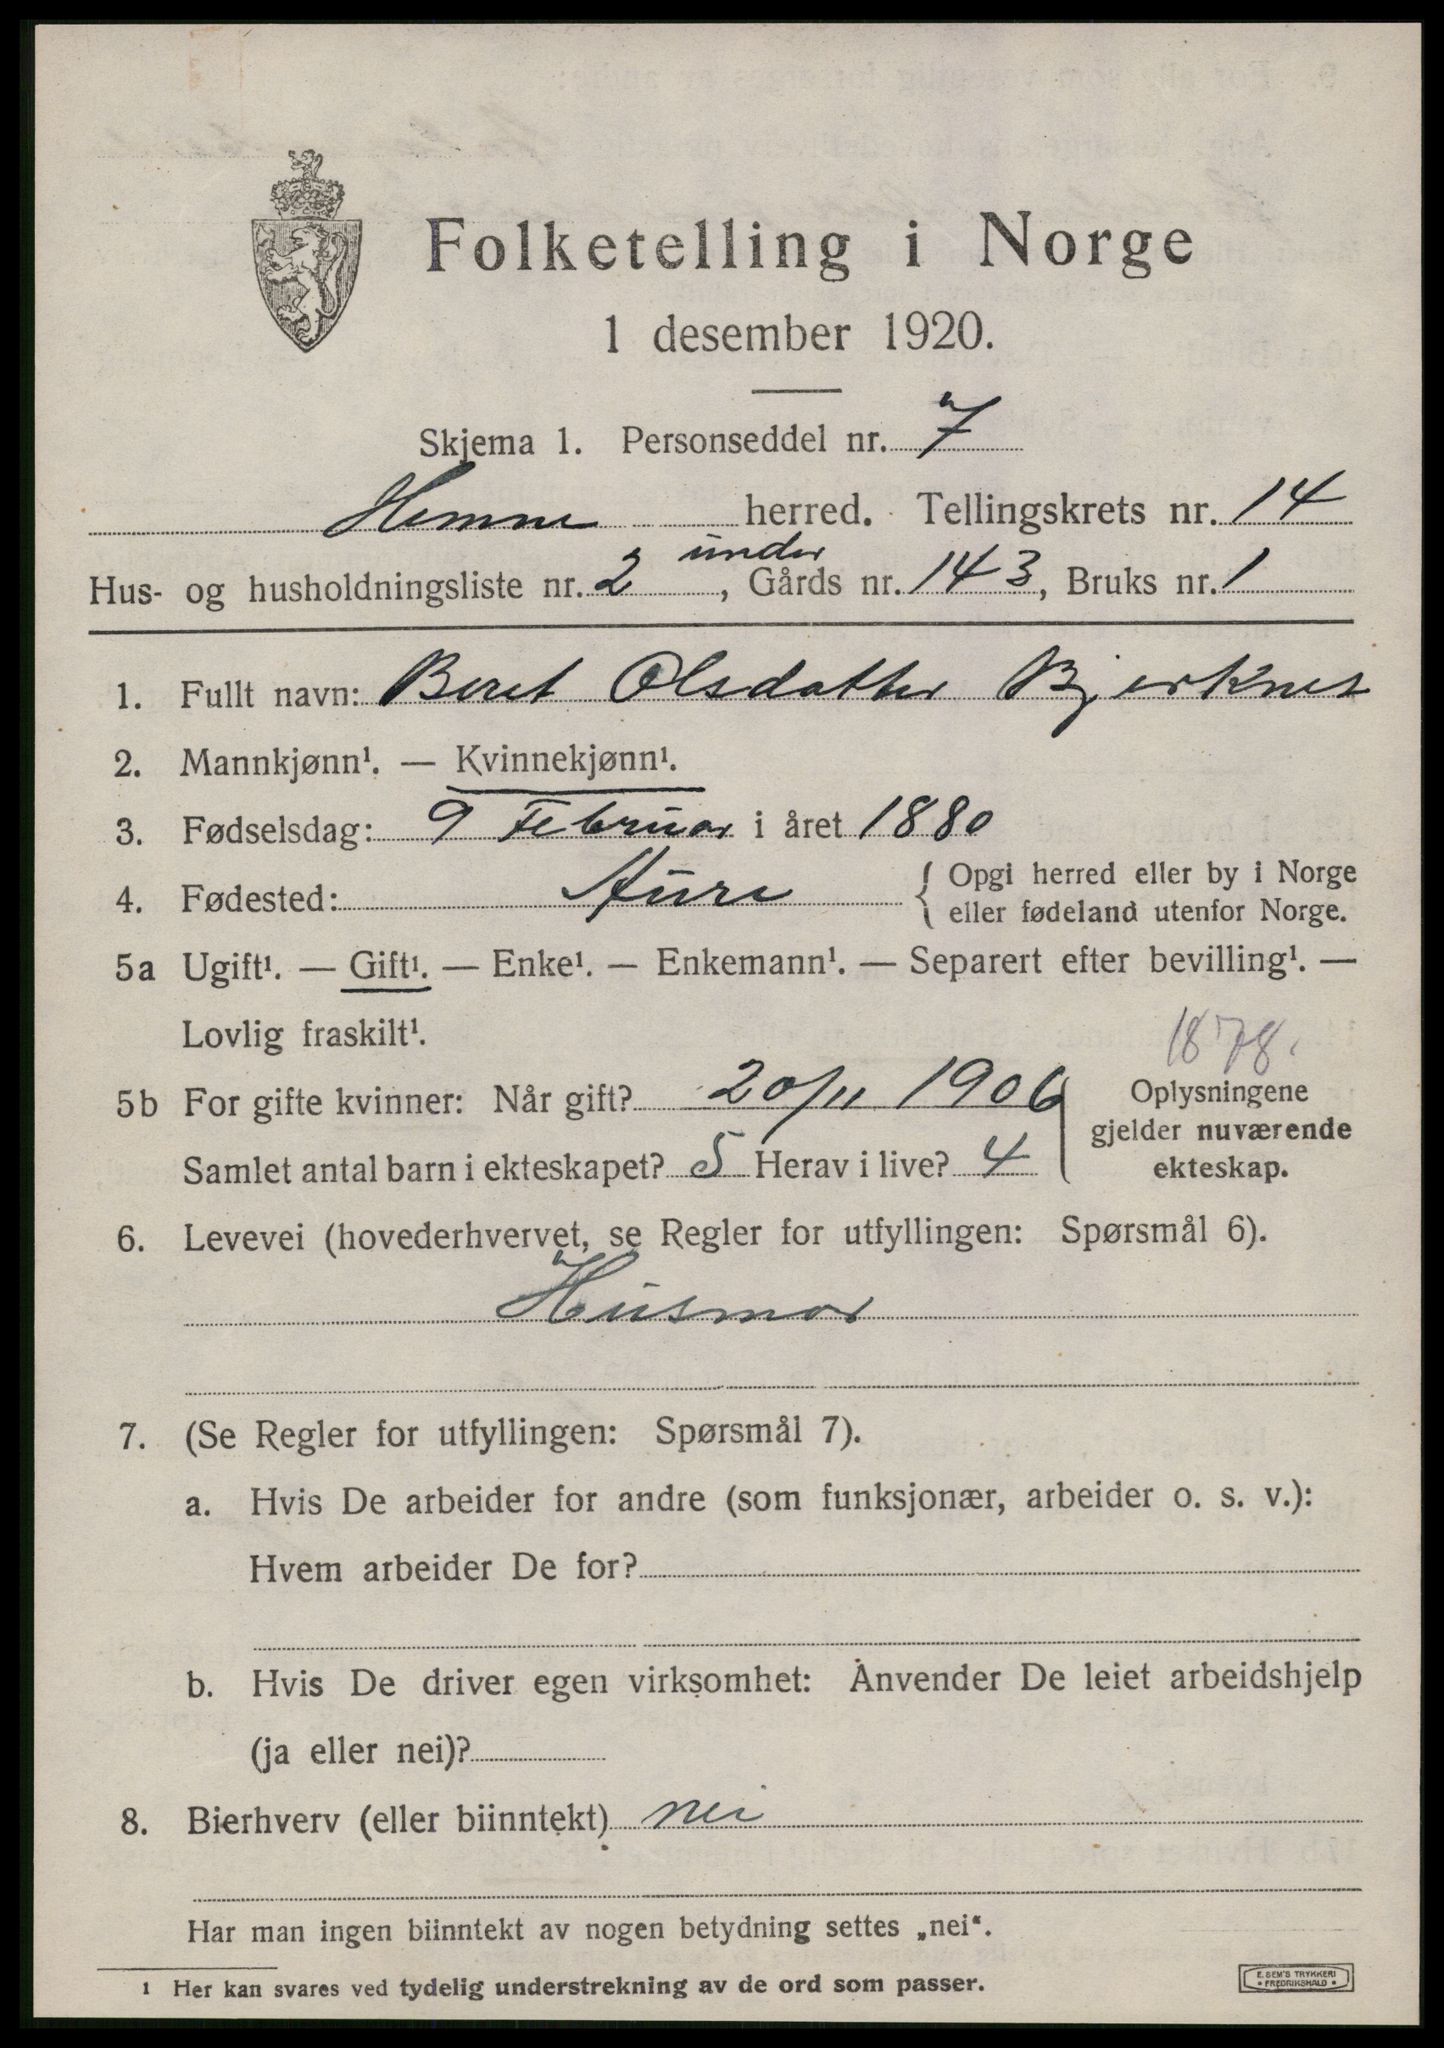 Folketelling i Norge
1 desember 1920.
Skjema 1. Personseddel nr. 7
Hemne herred. Tellingskrets nr. 14
under
Hus- og husholdningsliste nr. 2, Gårds nr. 143, Bruks nr. 1
1. Fullt navn: Beret Olsdatter Bjerknes
2. Mannkjønn¹. — Kvinnekjønn¹.
3. Fødselsdag: 9 Februar i året 1880
4. Fødested: Aure { Opgi herred eller by i Norge
eller fødeland utenfor Norge.
5a Ugift¹. — Gift¹. — Enke¹. — Enkemann¹. — Separert efter bevilling¹. —
Lovlig fraskilt¹.
1878.
5b For gifte kvinner: Når gift? 20/11 1906
Samlet antal barn i ekteskapet? 5 Herav i live? 4
Oplysningene
gjelder nuværende
ekteskap.
6. Levevei (hovederhvervet, se Regler for utfyllingen: Spørsmål 6).
Husmor
7. (Se Regler for utfyllingen: Spørsmål 7).
a. Hvis De arbeider for andre (som funksjonær, arbeider o. s. v.):
Hvem arbeider De for?
b. Hvis De driver egen virksomhet: Anvender De leiet arbeidshjelp
(ja eller nei)?
8. Bierhverv (eller biinntekt) nei
Har man ingen biinntekt av nogen betydning settes „nei“.
1 Her kan svares ved tydelig understrekning av de ord som passer.
E. SEM'S TRYKKERI
• FREDRIKSHALD •